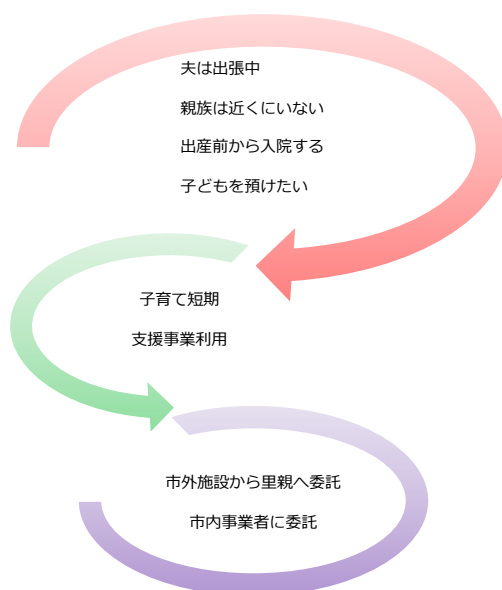 夫は出張中
親族は近くにいない
出産前から入院する
子どもを預けたい
子育て短期
支援事業利用
市外施設から里親へ委託
市内事業者に委託